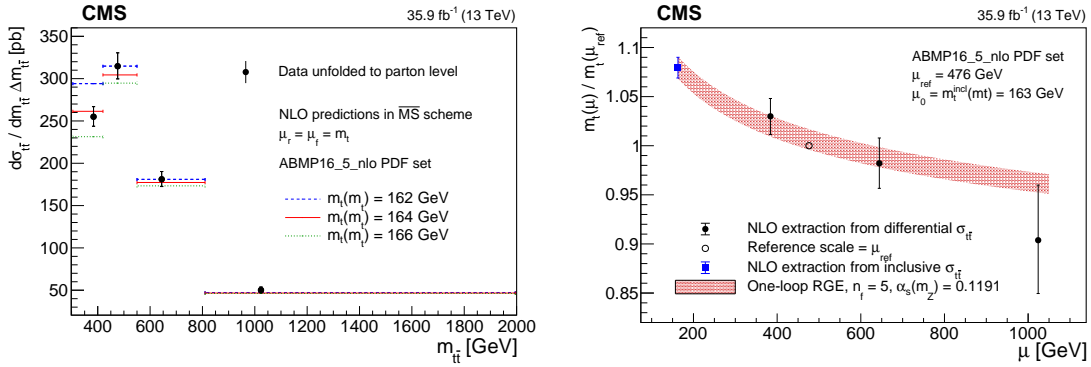 CMS 35.9 fb⁻¹ (13 TeV)
dσ_tt̄ / dm_tt̄ Δm_tt̄ [pb]
350
300
250
200
150
100
50
Data unfolded to parton level
NLO predictions in M̅S̅ scheme
μ_r = μ_f = m_t
ABMP16_5_nlo PDF set
m_t(m_t) = 162 GeV
m_t(m_t) = 164 GeV
m_t(m_t) = 166 GeV
400 600 800 1000 1200 1400 1600 1800 2000
m_tt̄ [GeV]
CMS 35.9 fb⁻¹ (13 TeV)
m_t(μ) / m_t(μ_ref)
1.1
1.05
1
0.95
0.9
0.85
ABMP16_5_nlo PDF set
μ_ref = 476 GeV
μ_0 = m_t^incl(mt) = 163 GeV
NLO extraction from differential σ_tt̄
Reference scale = μ_ref
NLO extraction from inclusive σ_tt̄
One-loop RGE, n_f = 5, α_s(m_Z) = 0.1191
200 400 600 800 1000
μ [GeV]